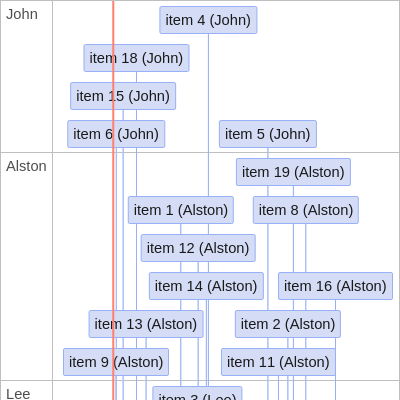 John
item 4 (John)
item 18 (John)
item 15 (John)
item 6 (John)
item 5 (John)
Alston
item 19 (Alston)
item 1 (Alston)
item 8 (Alston)
item 12 (Alston)
item 14 (Alston)
item 16 (Alston)
item 13 (Alston)
item 2 (Alston)
item 9 (Alston)
item 11 (Alston)
Lee
item 3 (Lee)